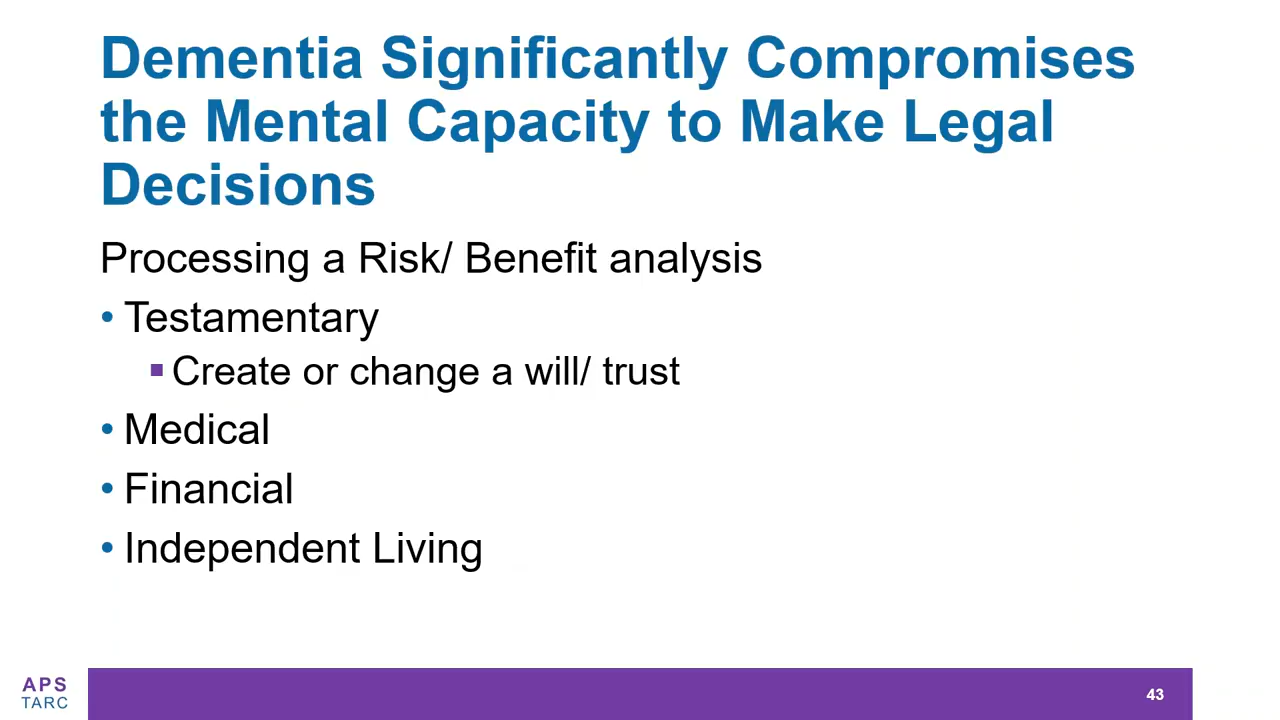 Dementia Significantly Compromises
the Mental Capacity to Make Legal
Decisions
Processing a Risk/ Benefit analysis
• Testamentary
▪ Create or change a will/ trust
• Medical
• Financial
• Independent Living
APS
TARC
43